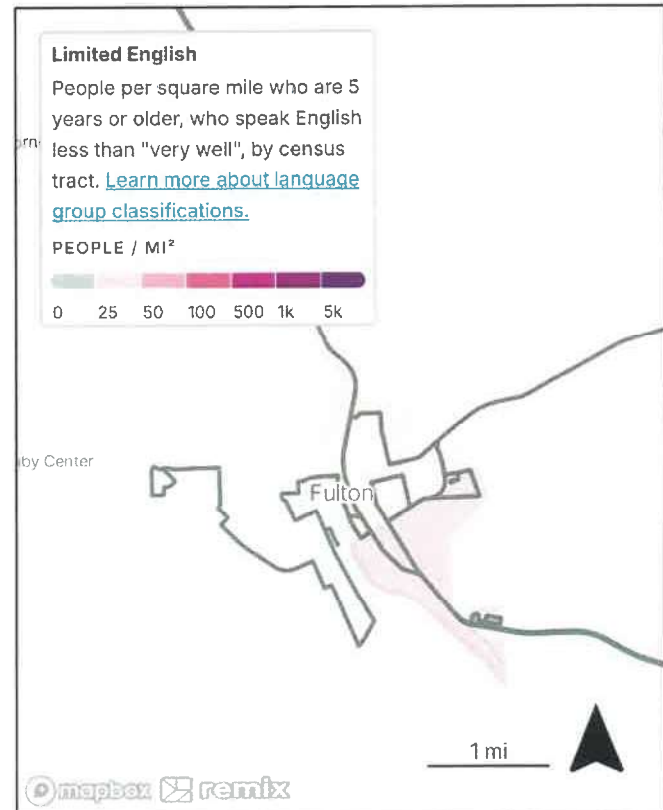 Limited English
People per square mile who are 5
years or older, who speak English
less than "very well", by census
tract. Learn more about language
group classifications.
PEOPLE / MI²
0 25 50 100 500 1k 5k
Fulton
Center
1 mi
mapbox remix